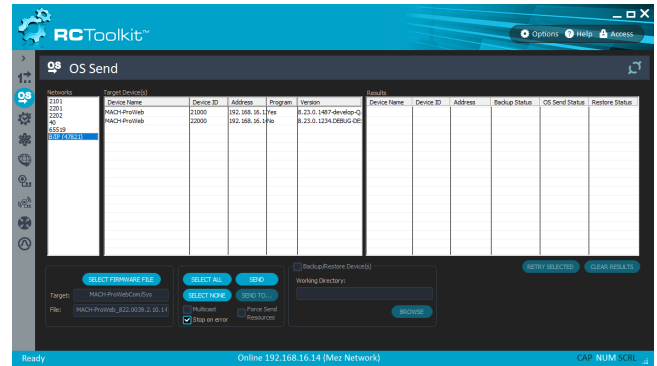 RCToolkit™
Options Help Access
OS Send
Networks
2101
2201
2202
40
65519
B/IP (47821)
Target Device(s)
Device Name Device ID Address Program Version
MACH-ProWeb 21000 192.168.16.1 Yes 8.23.0.1487-develop-Q
MACH-ProWeb 22000 192.168.16.1 No 8.23.0.1234.DEBUG-DE
Results
Device Name Device ID Address Backup Status OS Send Status Restore Status
SELECT FIRMWARE FILE
Target: MACH-ProWebCom/Sys
File: MACH-ProWeb_822.0039.2.10.14
SELECT ALL SEND
SELECT NONE SEND TO...
Multicast
Stop on error
Force Send
Resources
Backup/Restore Device(s)
Working Directory:
BROWSE
RETRY SELECTED CLEAR RESULTS
Ready Online 192.168.16.14 (Mez Network) CAP NUM SCRL